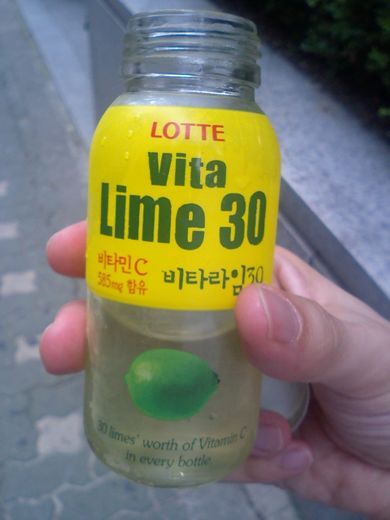 LOTTE
Vita
Lime 30
비타민 C
585mg 함유
비타라임30
30 limes' worth of Vitamin C
in every bottle.